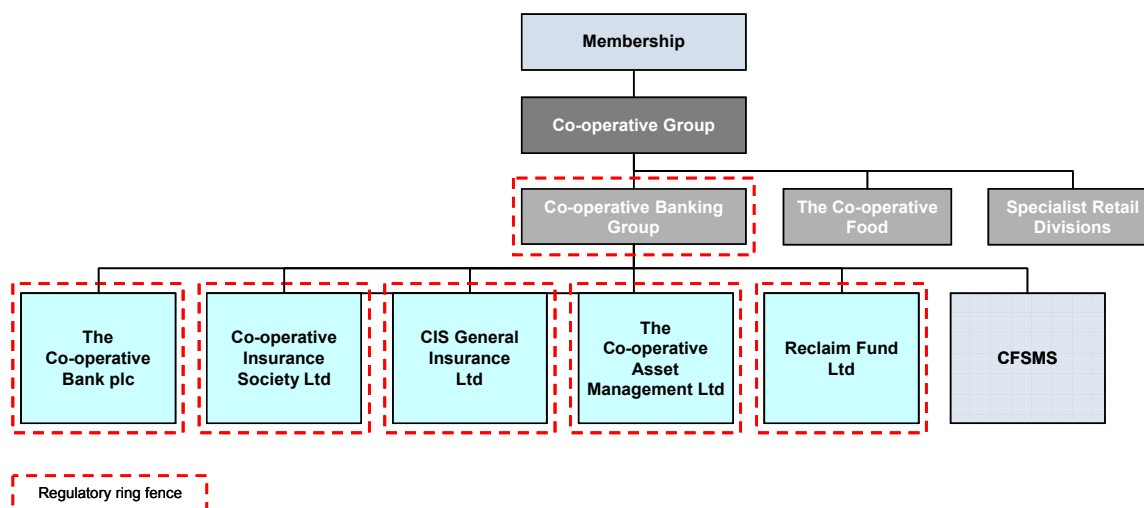 Membership
Co-operative Group
Co-operative Banking
Group
The Co-operative
Food
Specialist Retail
Divisions
The
Co-operative
Bank plc
Co-operative
Insurance
Society Ltd
CIS General
Insurance
Ltd
The
Co-operative
Asset
Management Ltd
Reclaim Fund
Ltd
CFSMS
Regulatory ring fence